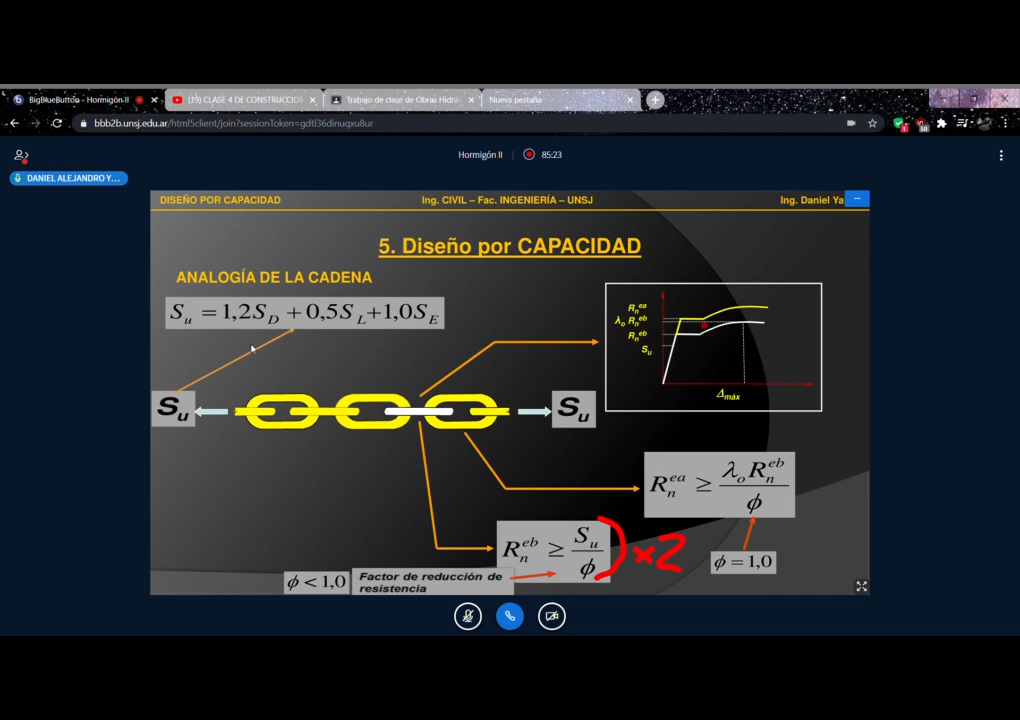 BigBlueButton - Hormigón II
(19) CLASE 4 DE CONSTRUCCIOS
Trabajo de clase de Obras Hidrá
Nueva pestaña
bbb2b.unsj.edu.ar/html5client/join?sessionToken=gdtl36dinuqxu8ur
1
50
Hormigón II
85:23
DANIEL ALEJANDRO Y...
DISEÑO POR CAPACIDAD
Ing. CIVIL – Fac. INGENIERÍA – UNSJ
Ing. Daniel Ya
5. Diseño por CAPACIDAD
ANALOGÍA DE LA CADENA
S_u = 1,2S_D + 0,5S_L + 1,0S_E
R_n^ea
λ_o R_n^eb
R_n^eb
S_u
Δ_máx
S_u
S_u
R_n^ea ≥ λ_o R_n^eb / ϕ
R_n^eb ≥ S_u / ϕ
) x2
ϕ = 1,0
ϕ < 1,0
Factor de reducción de
resistencia